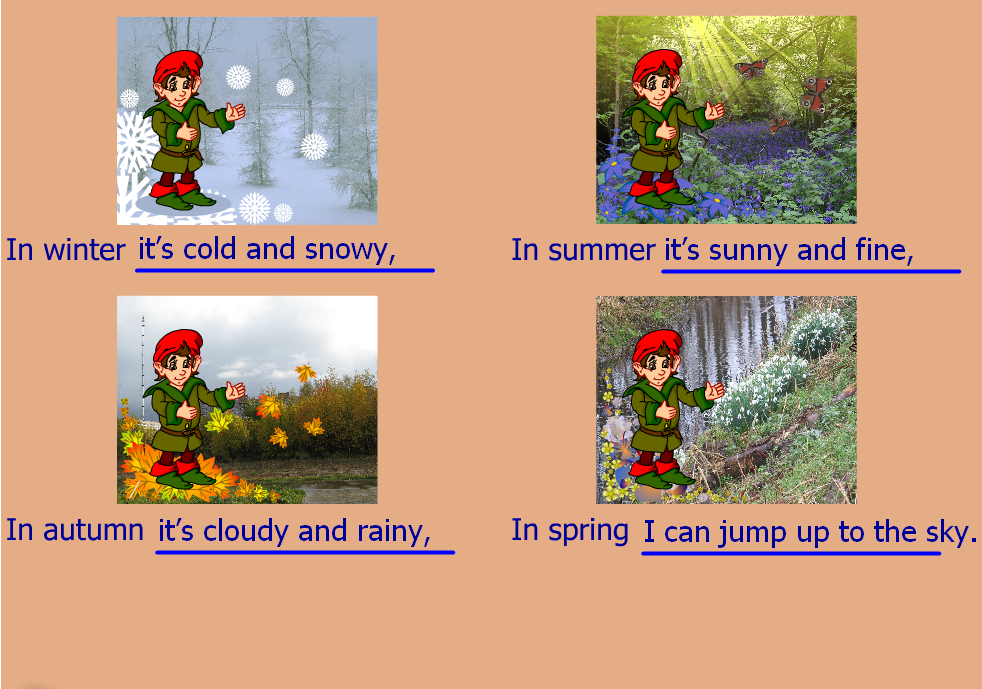 In winter it’s cold and snowy,
In summer it’s sunny and fine,
In autumn it’s cloudy and rainy,
In spring I can jump up to the sky.